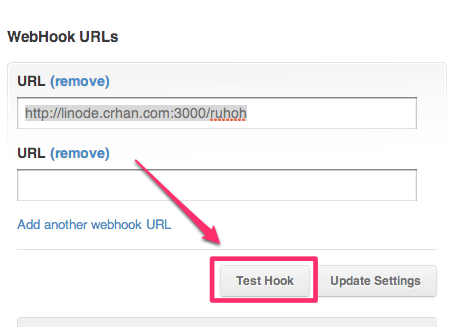 WebHook URLs
URL (remove)
http://linode.crhan.com:3000/ruhoh
URL (remove)
Add another webhook URL
Test Hook Update Settings